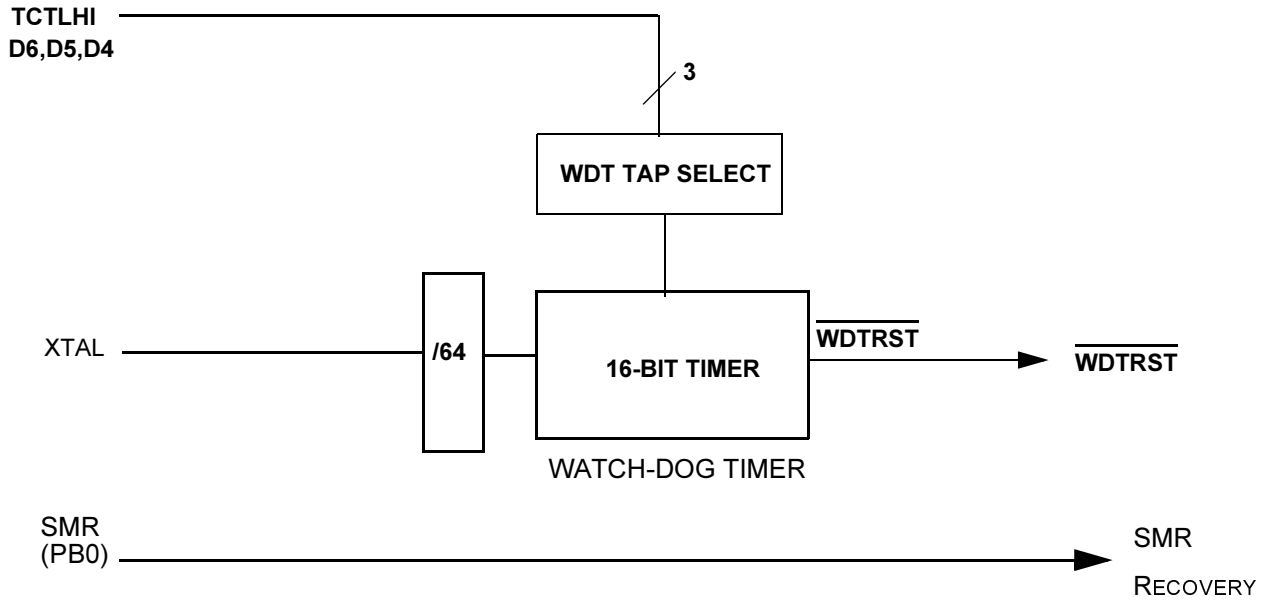 TCTLHI
D6,D5,D4
3
WDT TAP SELECT
XTAL
/64
16-BIT TIMER
WDTRST
WDTRST
WATCH-DOG TIMER
SMR
(PB0)
SMR
RECOVERY